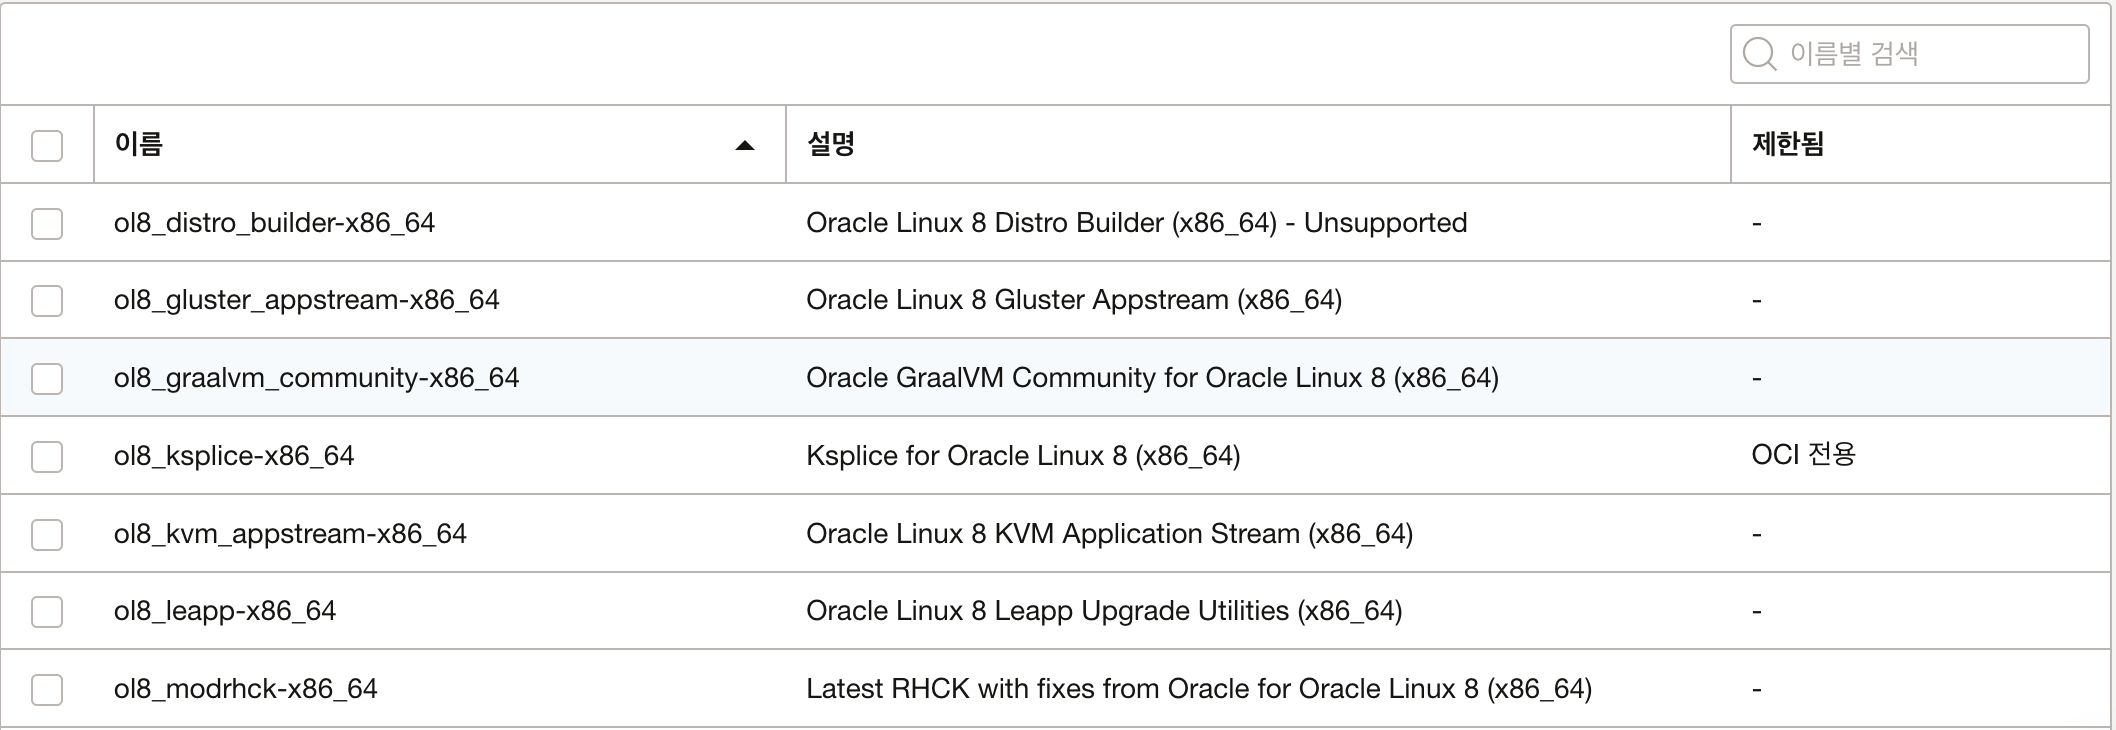 이름별 검색
이름 설명 제한됨
ol8_distro_builder-x86_64 Oracle Linux 8 Distro Builder (x86_64) - Unsupported -
ol8_gluster_appstream-x86_64 Oracle Linux 8 Gluster Appstream (x86_64) -
ol8_graalvm_community-x86_64 Oracle GraalVM Community for Oracle Linux 8 (x86_64) -
ol8_ksplice-x86_64 Ksplice for Oracle Linux 8 (x86_64) OCI 전용
ol8_kvm_appstream-x86_64 Oracle Linux 8 KVM Application Stream (x86_64) -
ol8_leapp-x86_64 Oracle Linux 8 Leapp Upgrade Utilities (x86_64) -
ol8_modrhck-x86_64 Latest RHCK with fixes from Oracle for Oracle Linux 8 (x86_64) -